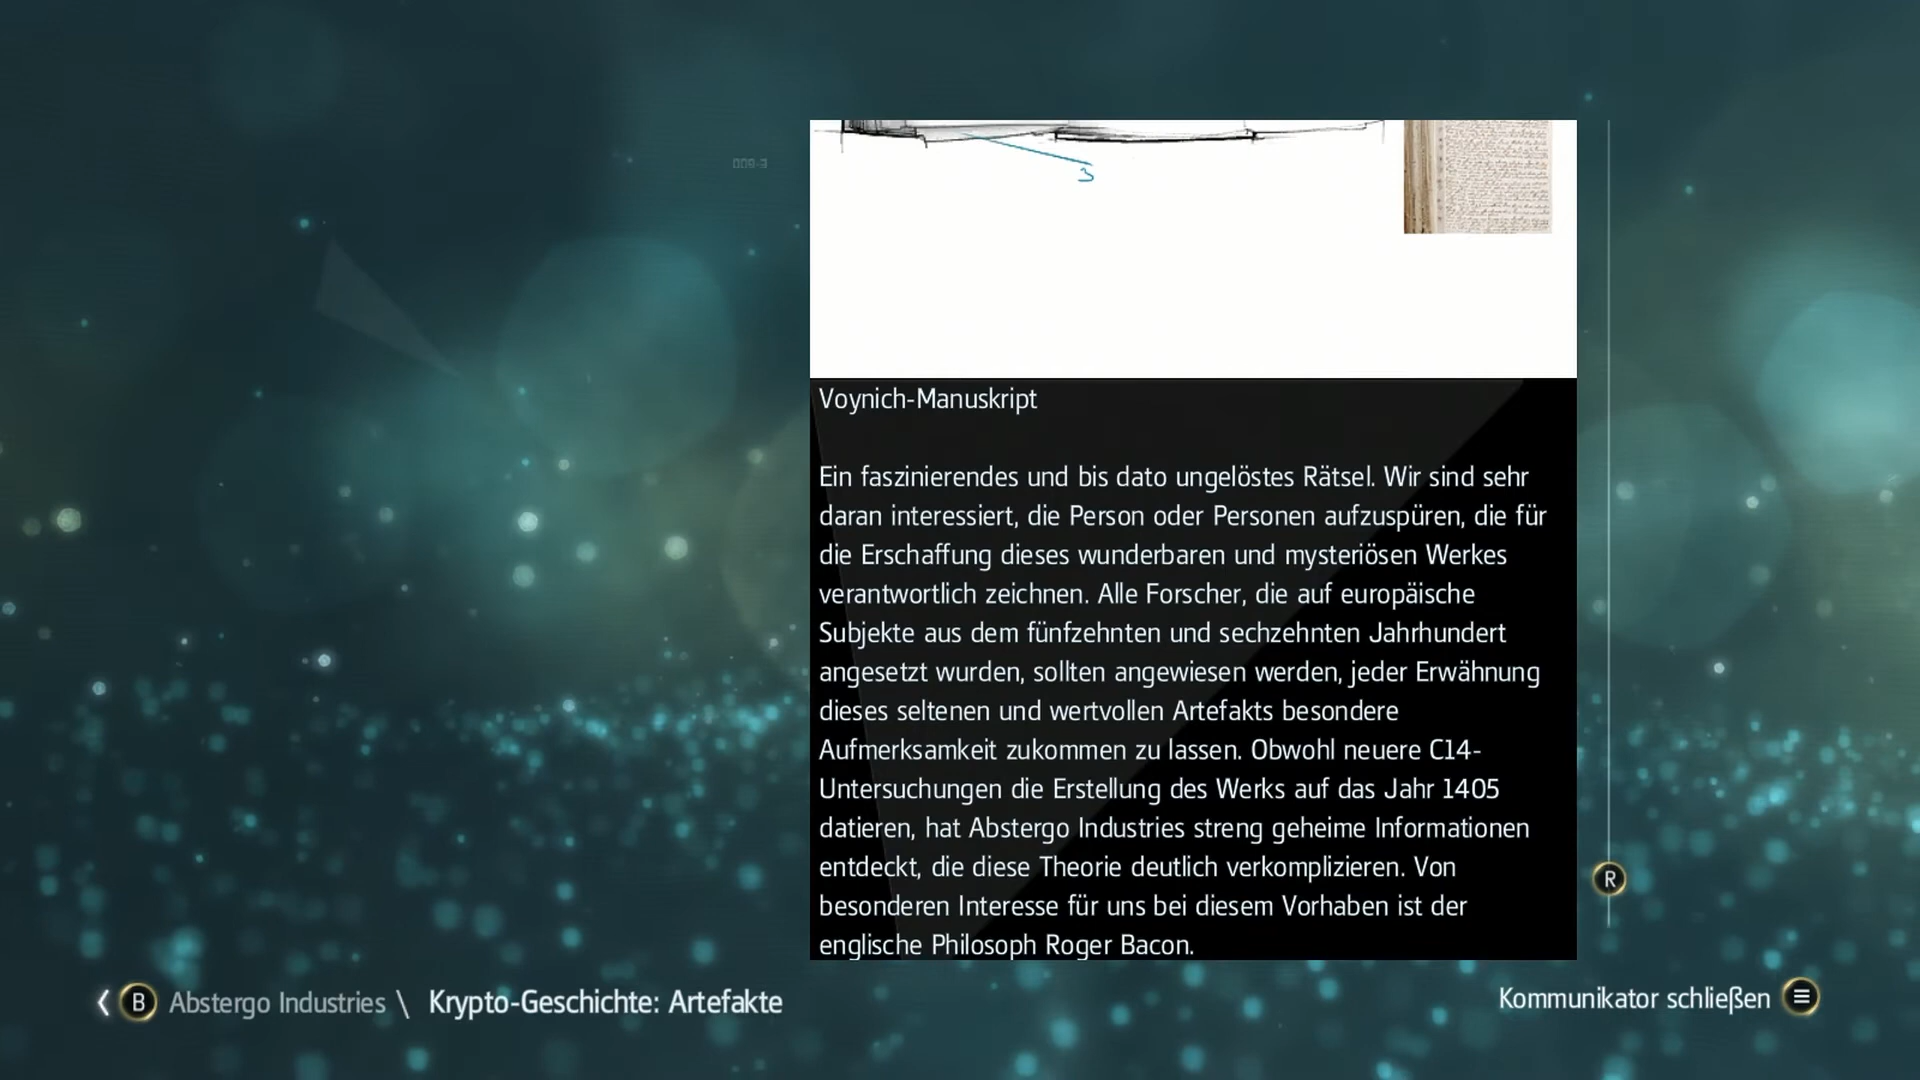 009-3
3
Voynich-Manuskript
Ein faszinierendes und bis dato ungelöstes Rätsel. Wir sind sehr
daran interessiert, die Person oder Personen aufzuspüren, die für
die Erschaffung dieses wunderbaren und mysteriösen Werkes
verantwortlich zeichnen. Alle Forscher, die auf europäische
Subjekte aus dem fünfzehnten und sechzehnten Jahrhundert
angesetzt wurden, sollten angewiesen werden, jeder Erwähnung
dieses seltenen und wertvollen Artefakts besondere
Aufmerksamkeit zukommen zu lassen. Obwohl neuere C14-
Untersuchungen die Erstellung des Werks auf das Jahr 1405
datieren, hat Abstergo Industries streng geheime Informationen
entdeckt, die diese Theorie deutlich verkomplizieren. Von
besonderen Interesse für uns bei diesem Vorhaben ist der
englische Philosoph Roger Bacon.
R
B Abstergo Industries \ Krypto-Geschichte: Artefakte
Kommunikator schließen